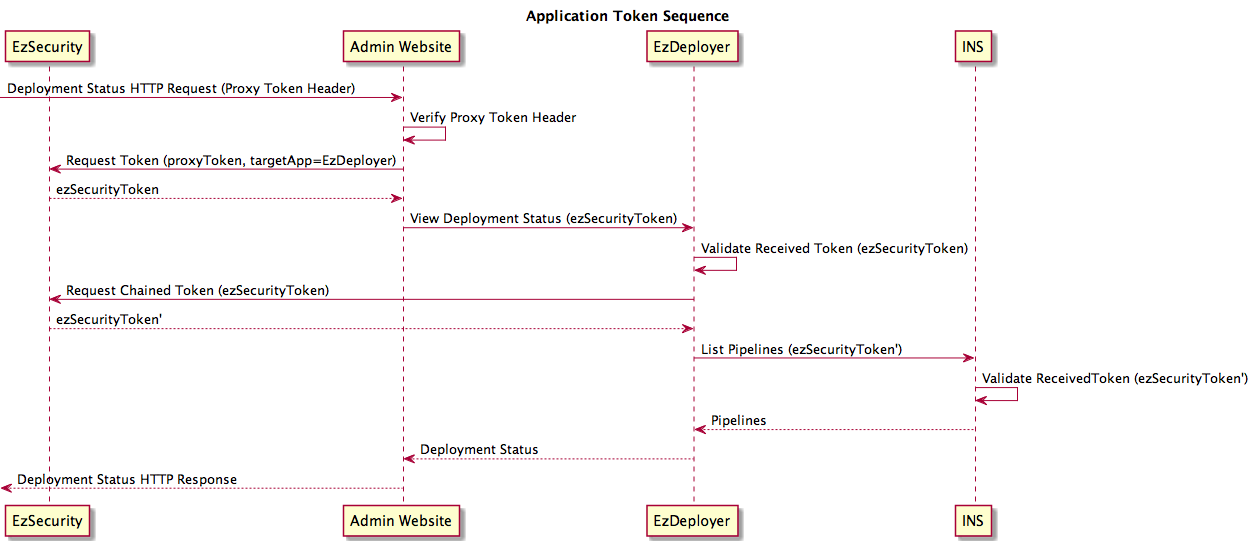 Application Token Sequence
EzSecurity
Admin Website
EzDeployer
INS
Deployment Status HTTP Request (Proxy Token Header)
Verify Proxy Token Header
Request Token (proxyToken, targetApp=EzDeployer)
ezSecurityToken
View Deployment Status (ezSecurityToken)
Validate Received Token (ezSecurityToken)
Request Chained Token (ezSecurityToken)
ezSecurityToken'
List Pipelines (ezSecurityToken')
Validate ReceivedToken (ezSecurityToken')
Pipelines
Deployment Status
Deployment Status HTTP Response
EzSecurity
Admin Website
EzDeployer
INS